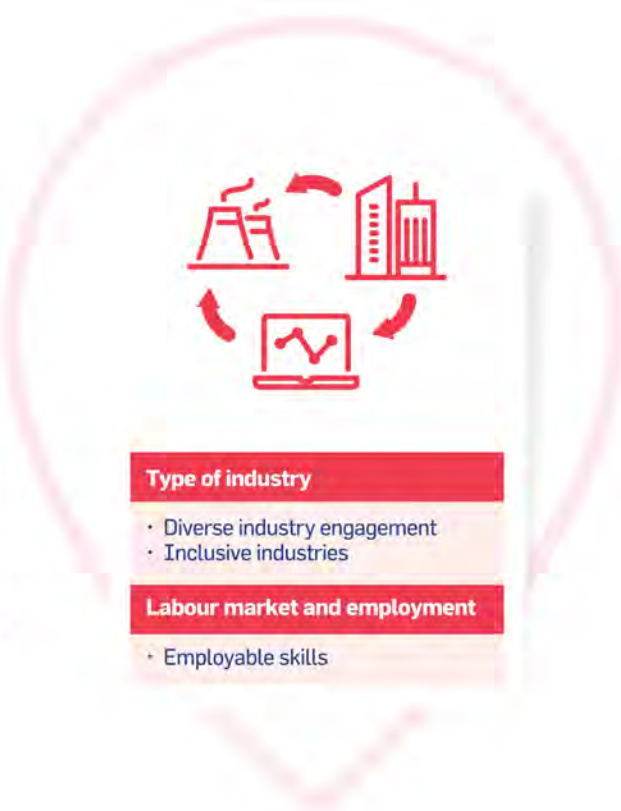 Type of industry
· Diverse industry engagement
· Inclusive industries
Labour market and employment
· Employable skills